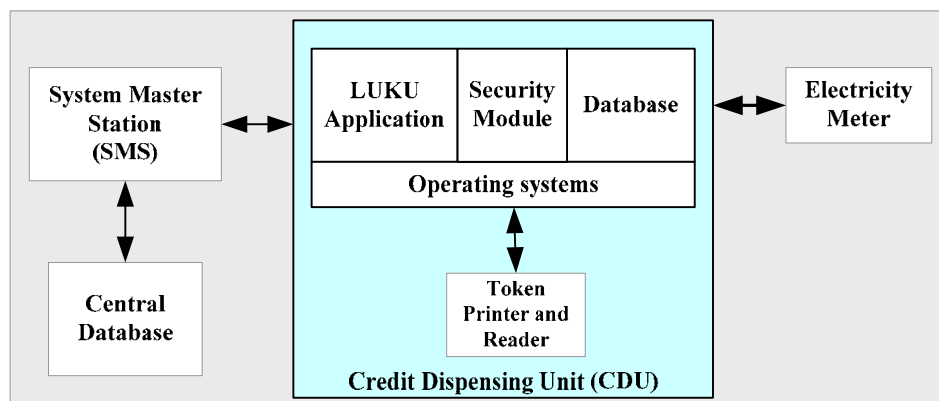 System Master
Station
(SMS)
Central
Database
LUKU
Application
Security
Module
Database
Operating systems
Token
Printer and
Reader
Credit Dispensing Unit (CDU)
Electricity
Meter